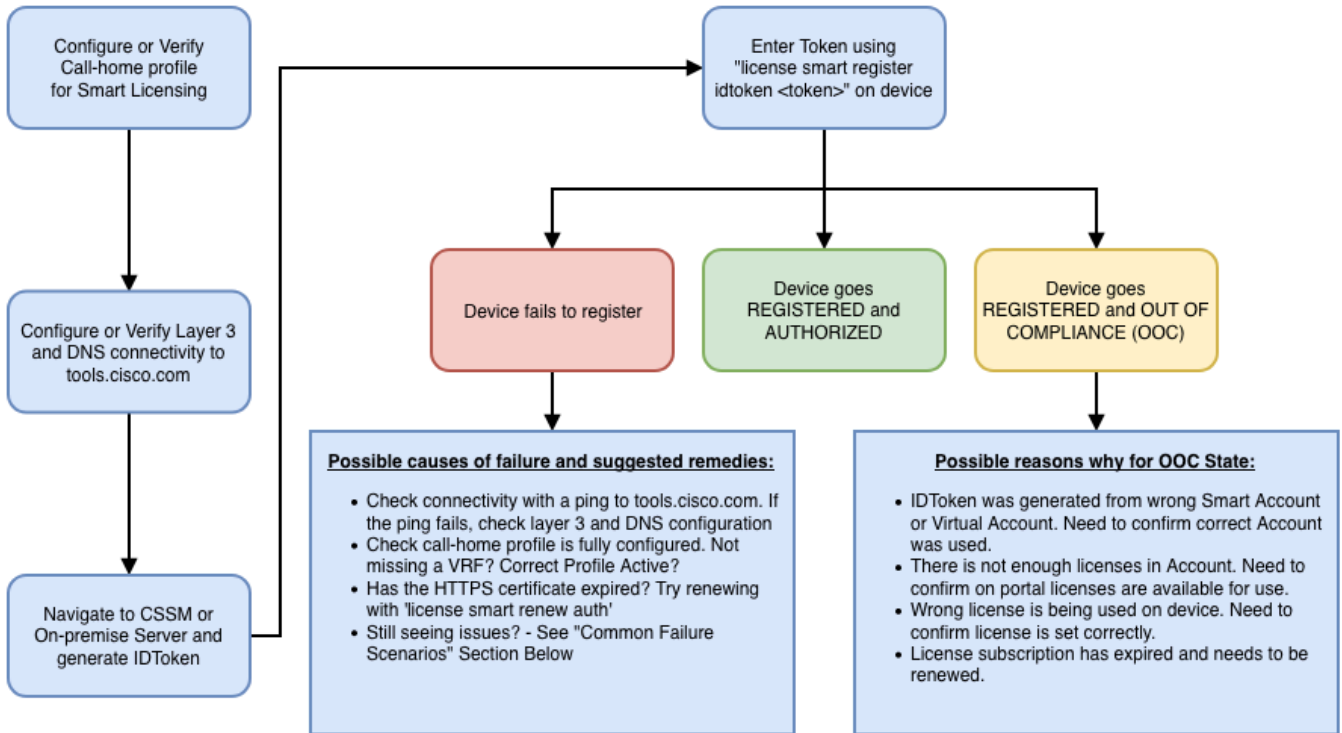 Configure or Verify
Call-home profile
for Smart Licensing
Configure or Verify Layer 3
and DNS connectivity to
tools.cisco.com
Navigate to CSSM or
On-premise Server and
generate IDToken
Enter Token using
"license smart register
idtoken <token>" on device
Device fails to register
Device goes
REGISTERED and
AUTHORIZED
Device goes
REGISTERED and OUT OF
COMPLIANCE (OOC)
Possible causes of failure and suggested remedies:
• Check connectivity with a ping to tools.cisco.com. If
the ping fails, check layer 3 and DNS configuration
• Check call-home profile is fully configured. Not
missing a VRF? Correct Profile Active?
• Has the HTTPS certificate expired? Try renewing
with 'license smart renew auth'
• Still seeing issues? - See "Common Failure
Scenarios" Section Below
Possible reasons why for OOC State:
• IDToken was generated from wrong Smart Account
or Virtual Account. Need to confirm correct Account
was used.
• There is not enough licenses in Account. Need to
confirm on portal licenses are available for use.
• Wrong license is being used on device. Need to
confirm license is set correctly.
• License subscription has expired and needs to be
renewed.